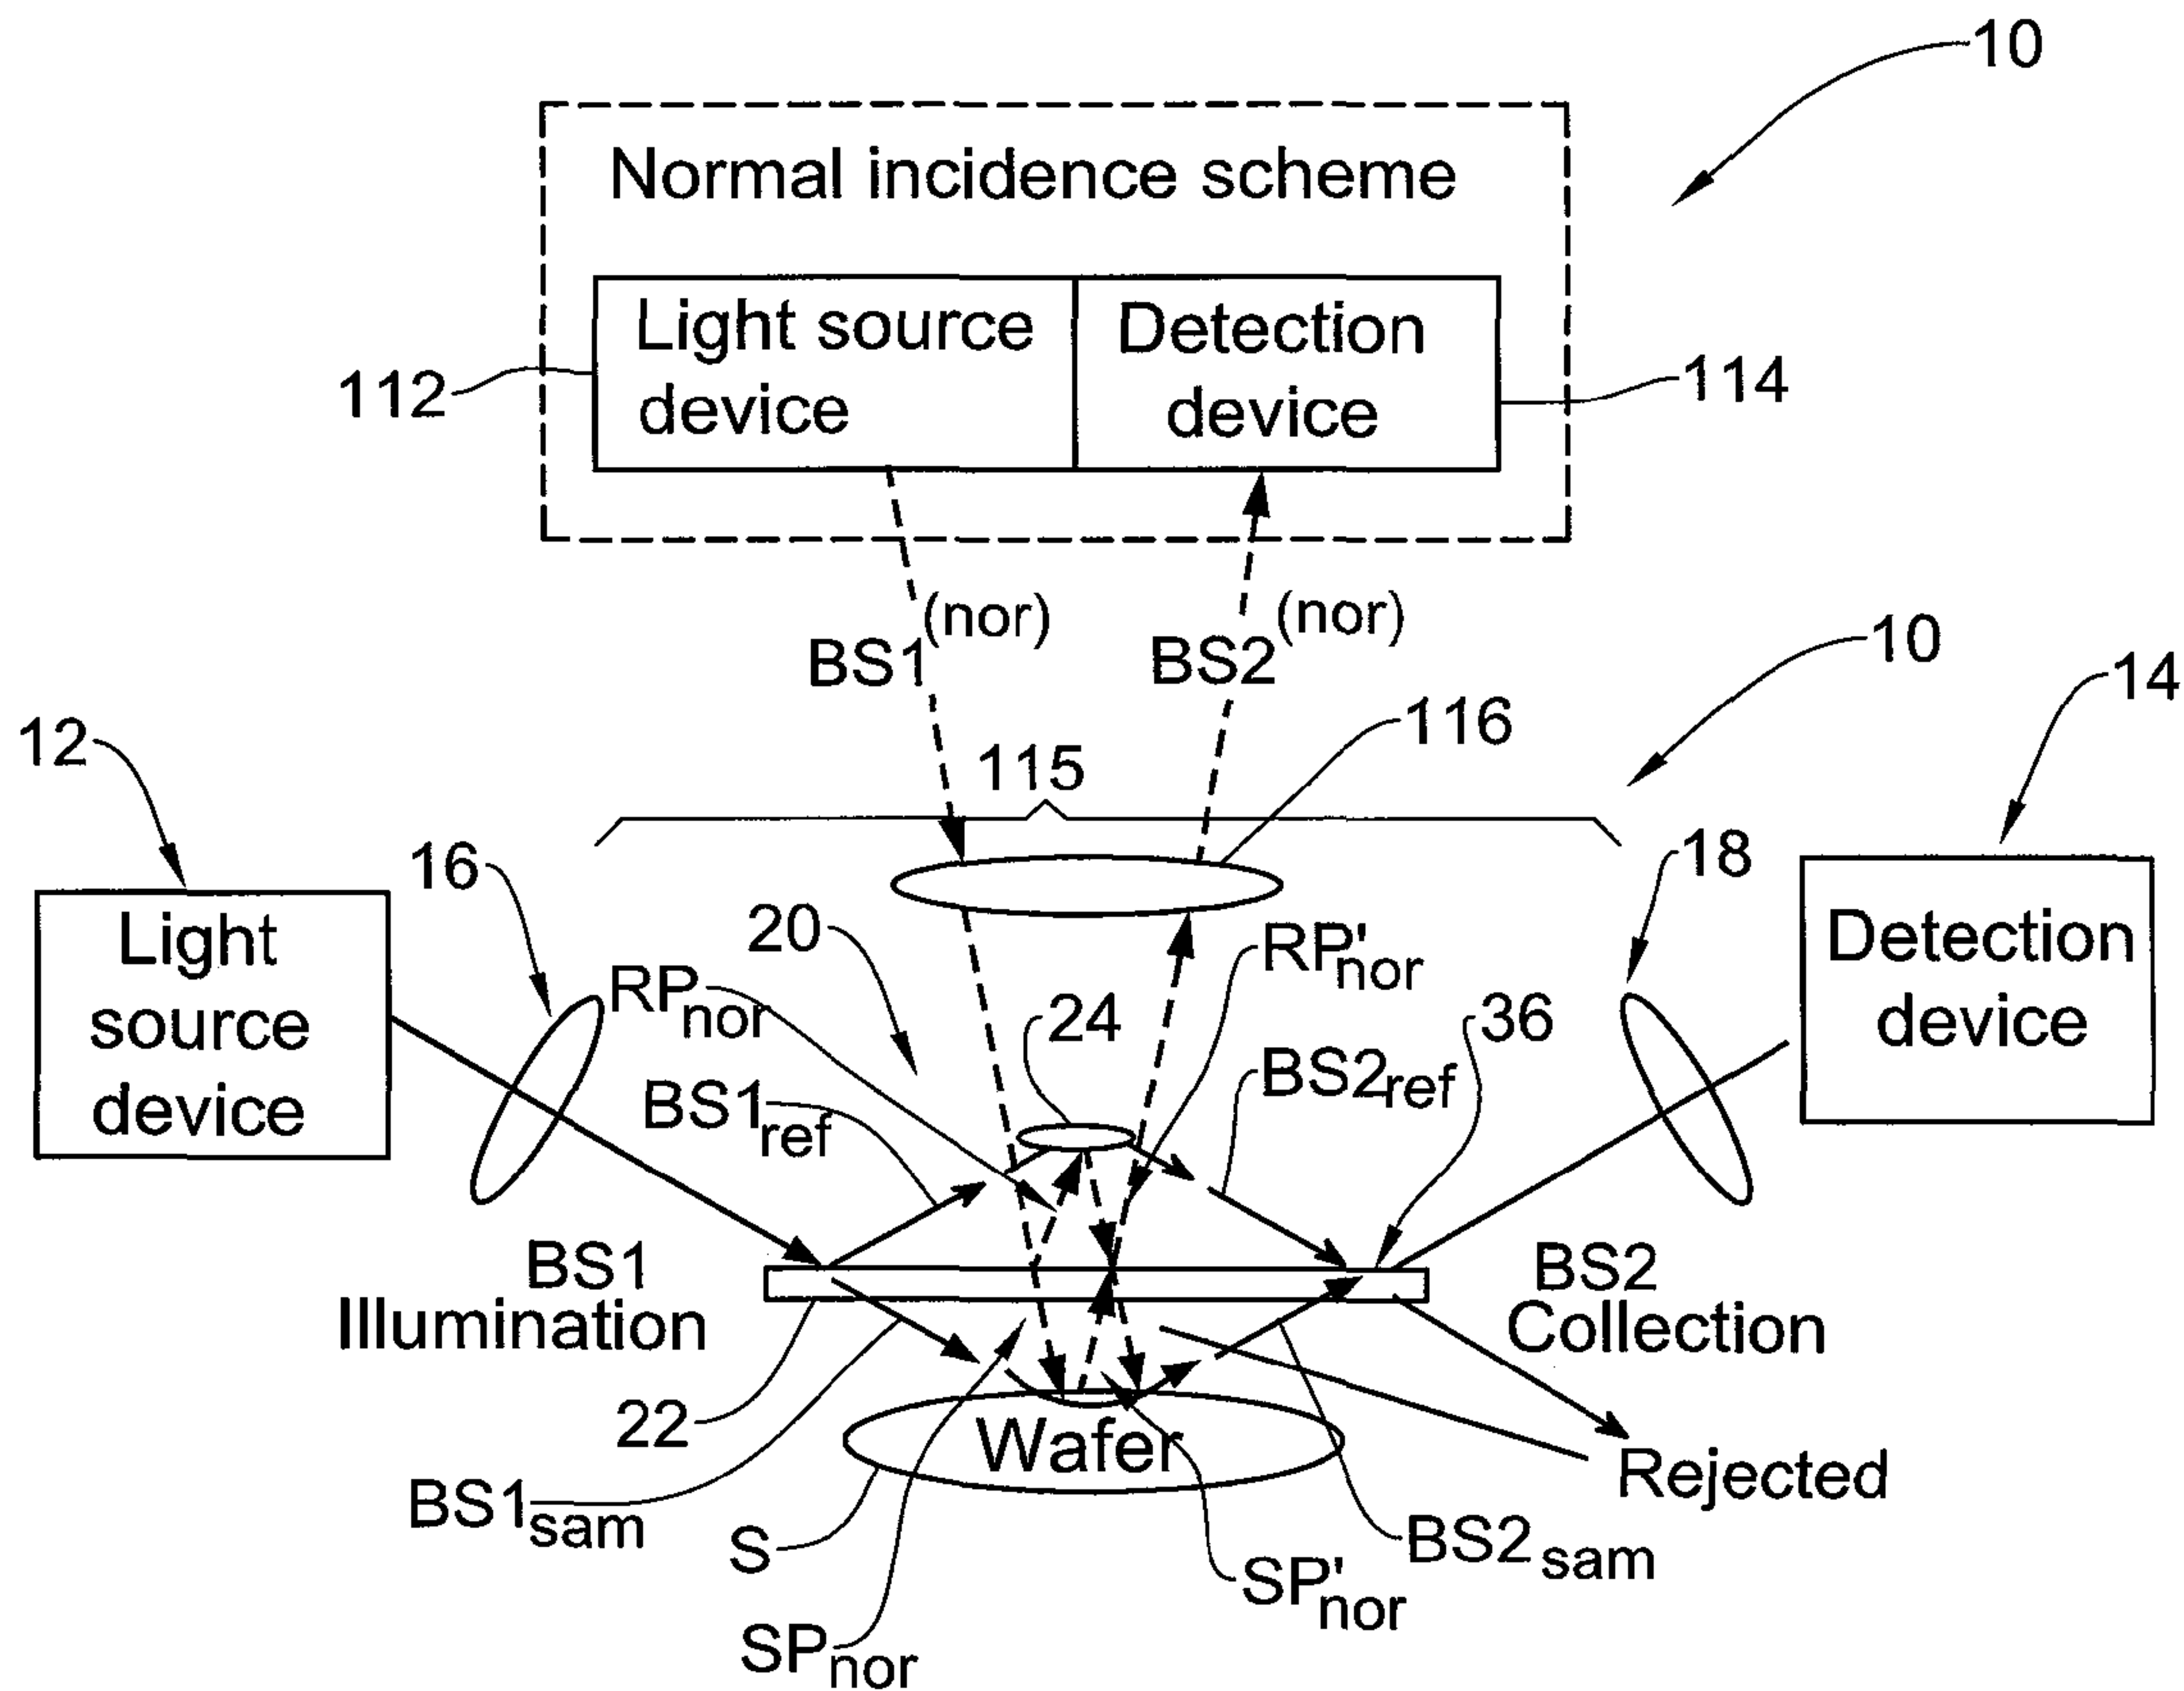 10
Normal incidence scheme
Light source
device
Detection
device
112
114
BS1(nor)
BS2(nor)
10
14
12
115
116
16
18
Light
source
device
20
RPnor
RP'nor
24
36
Detection
device
BS1ref
BS2ref
BS1
Illumination
BS2
Collection
22
Wafer
Rejected
BS1sam
S
BS2sam
SP'nor
SPnor